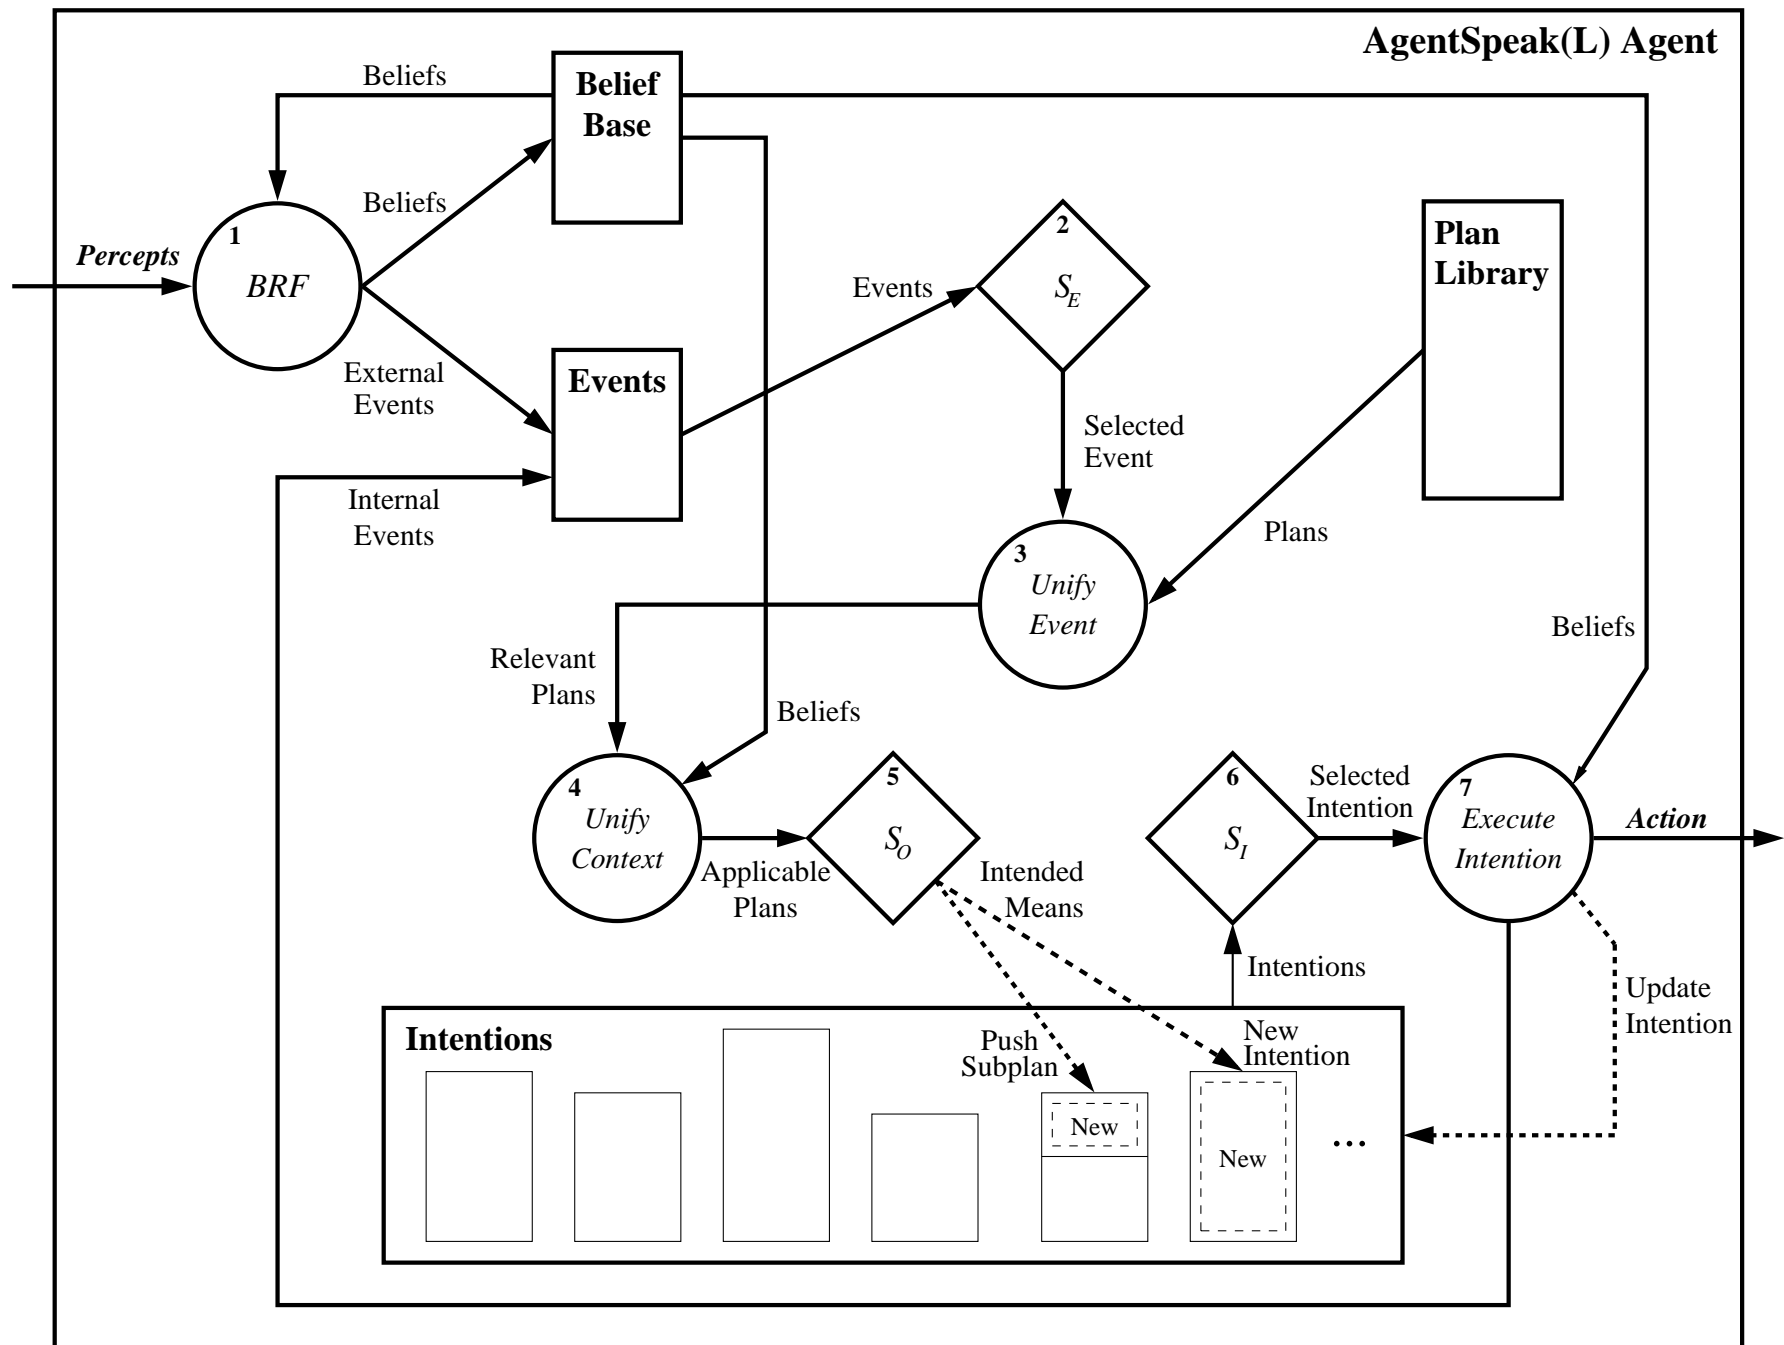 AgentSpeak(L) Agent
Beliefs
Belief
Base
Beliefs
1
BRF
Percepts
2
S_E
Plan
Library
Events
External
Events
Events
Selected
Event
Internal
Events
Plans
3
Unify
Event
Beliefs
Relevant
Plans
Beliefs
4
Unify
Context
Applicable
Plans
5
S_O
Intended
Means
6
S_I
Selected
Intention
7
Execute
Intention
Action
Intentions
Update
Intention
Intentions
Push
Subplan
New
Intention
New
New
...